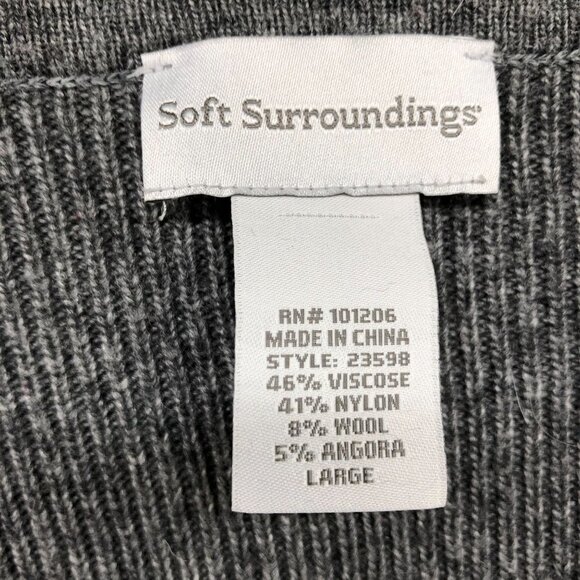 Soft Surroundings
RN# 101206
MADE IN CHINA
STYLE: 23598
46% VISCOSE
41% NYLON
8% WOOL
5% ANGORA
LARGE